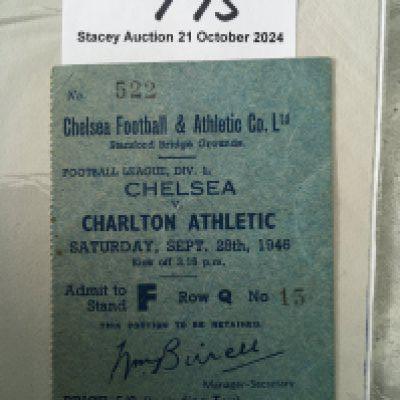 Stacey Auction 21 October 2024
No. 522
Chelsea Football & Athletic Co. Ltd
Stamford Bridge Grounds.
FOOTBALL LEAGUE, DIV. 1.
CHELSEA
v.
CHARLTON ATHLETIC
SATURDAY, SEPT. 28th, 1946
Kick off 3.15 p.m.
Admit to Stand F Row Q No 15
THIS PORTION TO BE RETAINED.
Wm Birrell
Manager-Secretary